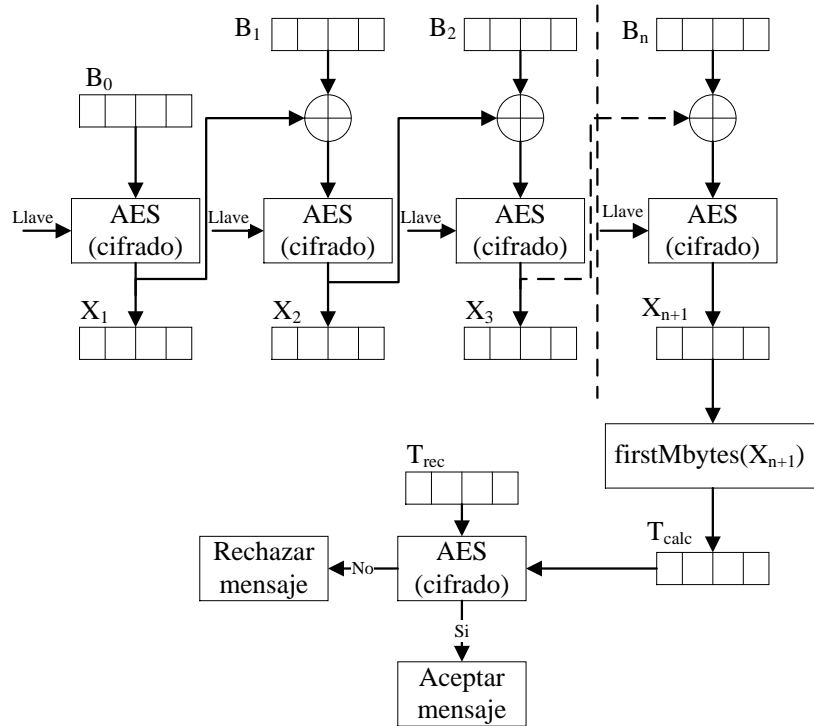 B1
B2
Bn
B0
Llave
AES
(cifrado)
Llave
AES
(cifrado)
Llave
AES
(cifrado)
Llave
AES
(cifrado)
X1
X2
X3
Xn+1
firstMbytes(Xn+1)
Trec
Tcalc
Rechazar
mensaje
No
AES
(cifrado)
Si
Aceptar
mensaje